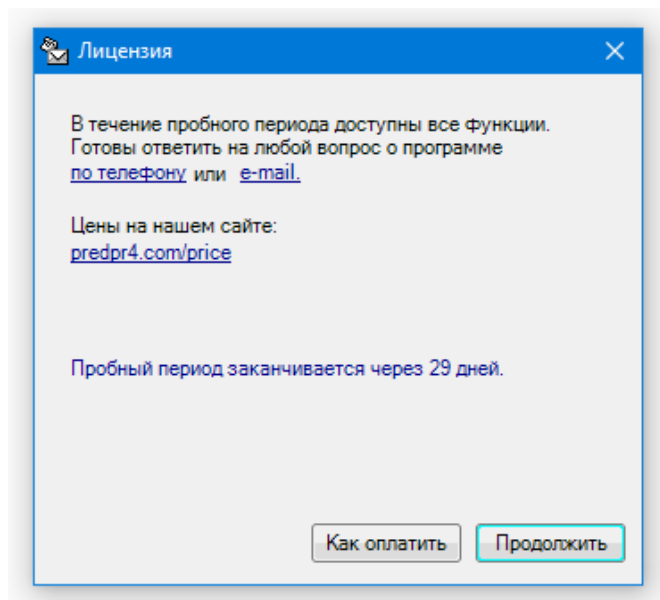 Лицензия
В течение пробного периода доступны все функции.
Готовы ответить на любой вопрос о программе
по телефону или e-mail.
Цены на нашем сайте:
predpr4.com/price
Пробный период заканчивается через 29 дней.
Как оплатить Продолжить